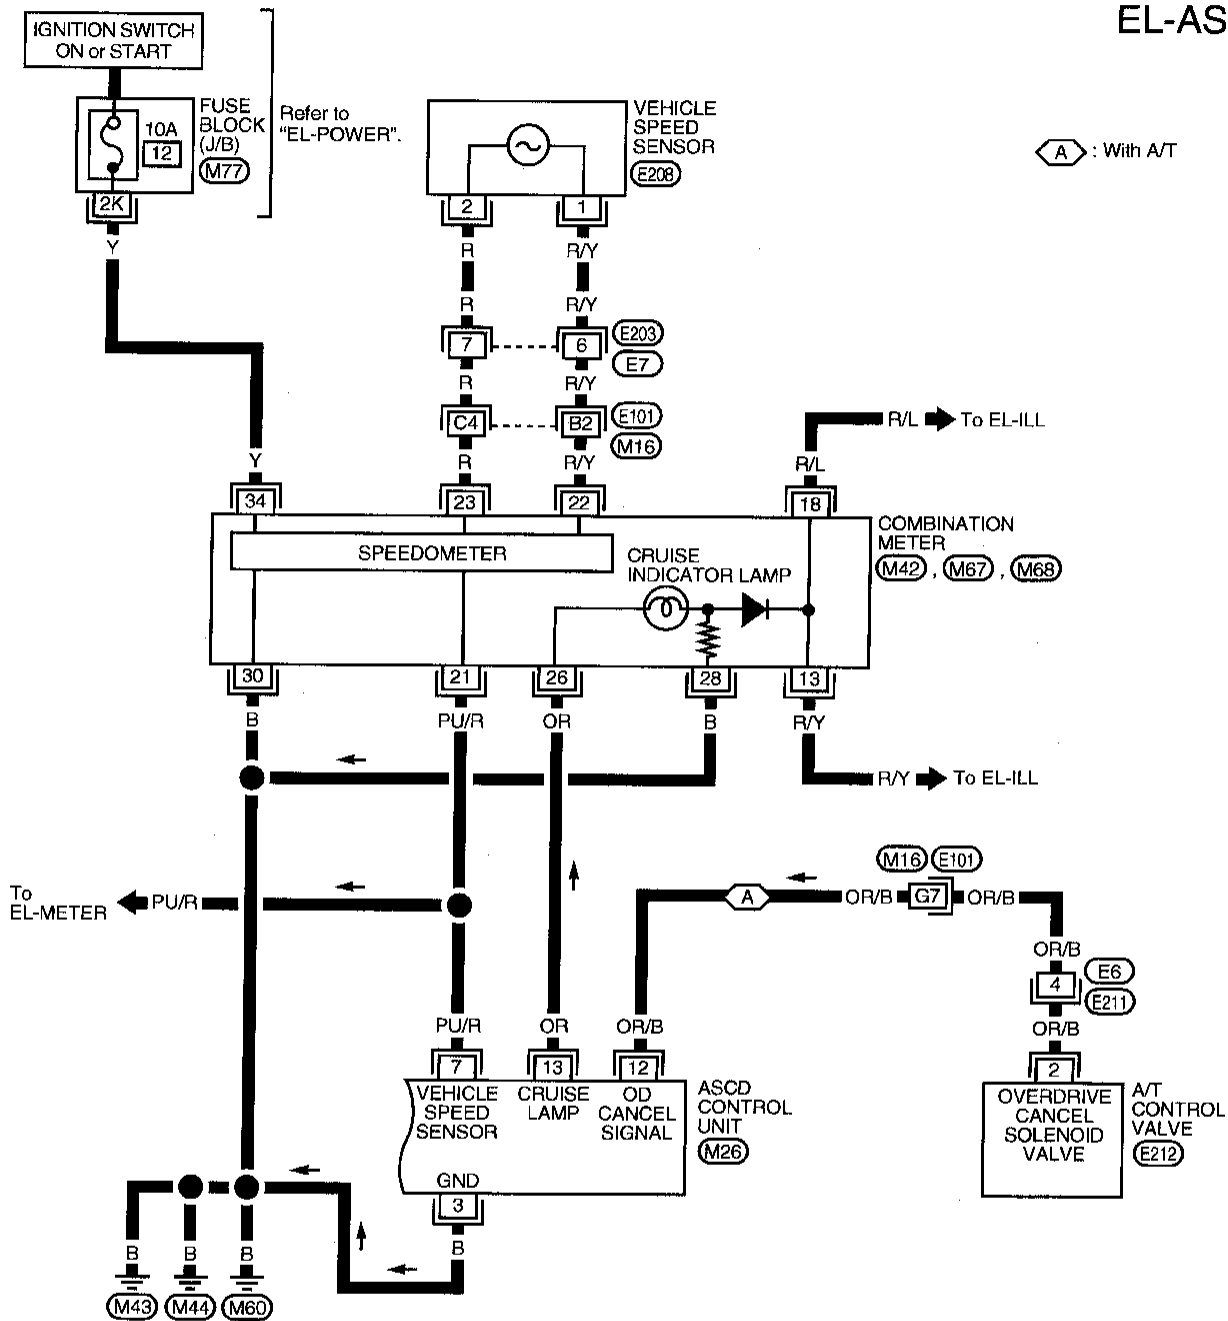 EL-AS
IGNITION SWITCH
ON or START
FUSE
BLOCK
(J/B)
M77
10A
12
2K
Refer to
"EL-POWER".
VEHICLE
SPEED
SENSOR
E208
A : With A/T
2
1
Y
R
R/Y
R
R/Y
7
6
E203
E7
R
R/Y
C4
B2
E101
M16
R/L
To EL-ILL
Y
R
R/Y
R/L
34
23
22
18
SPEEDOMETER
CRUISE
INDICATOR LAMP
COMBINATION
METER
M42 , M67 , M68
30
21
26
28
13
B
PU/R
OR
B
R/Y
R/Y
To EL-ILL
To
EL-METER
PU/R
M16
E101
A
OR/B
G7
OR/B
OR/B
4
E6
E211
OR/B
PU/R
OR
OR/B
7
13
12
2
VEHICLE
SPEED
SENSOR
CRUISE
LAMP
OD
CANCEL
SIGNAL
ASCD
CONTROL
UNIT
M26
OVERDRIVE
CANCEL
SOLENOID
VALVE
A/T
CONTROL
VALVE
E212
GND
3
B
B
B
B
M43
M44
M60